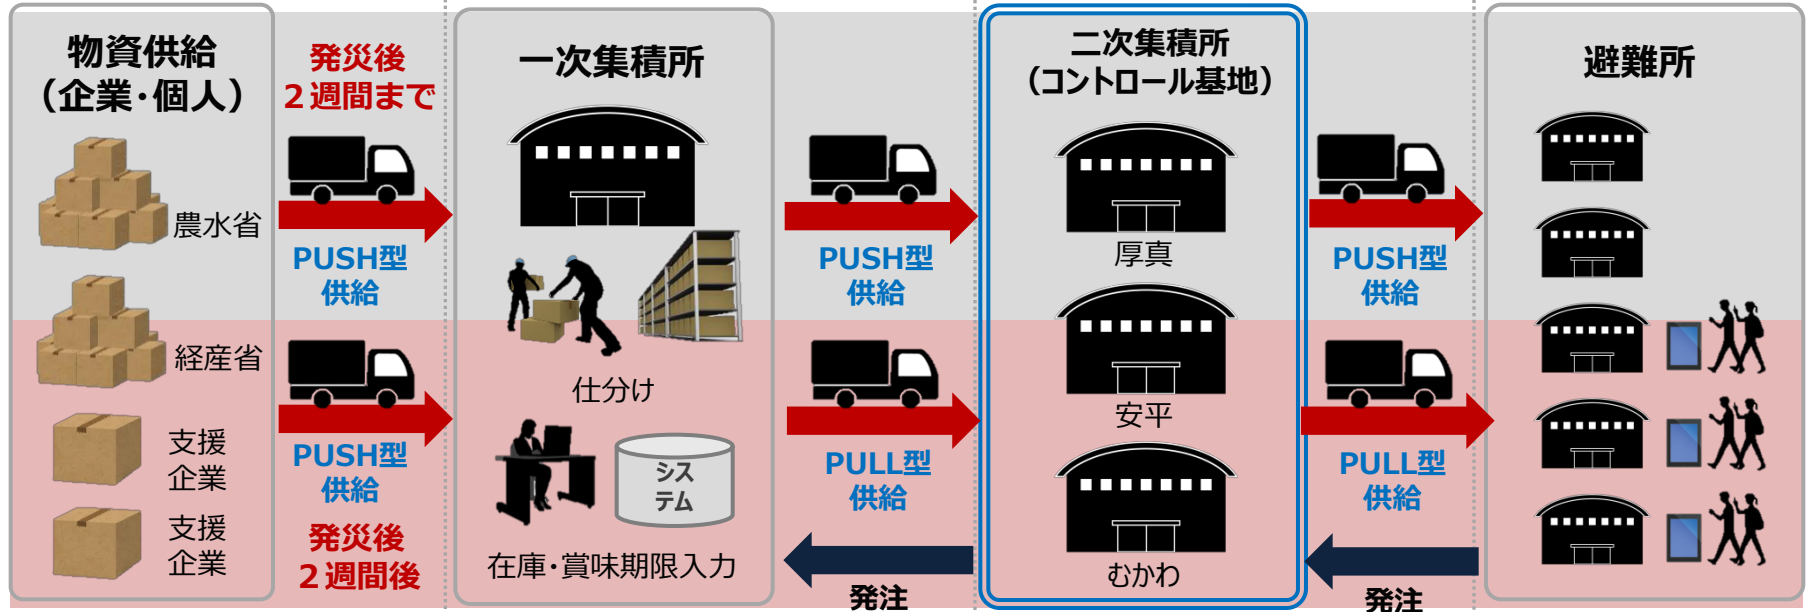 物資供給
（企業・個人）
農水省
経産省
支援
企業
支援
企業
発災後
２週間まで
PUSH型
供給
PUSH型
供給
発災後
２週間後
一次集積所
仕分け
シス
テム
在庫・賞味期限入力
PUSH型
供給
PULL型
供給
発注
二次集積所
（コントロール基地）
厚真
安平
むかわ
PUSH型
供給
PULL型
供給
発注
避難所